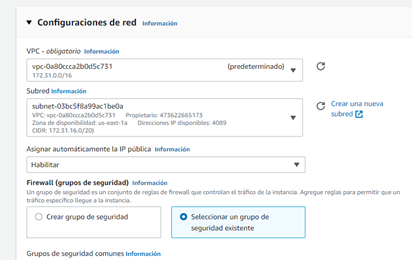 Configuraciones de red Información
VPC - obligatorio Información
vpc-0a80ccca2b0d5c731 (predeterminado)
172.31.0.0/16
Subred Información
subnet-03bc5f8a99ac1be0a
VPC: vpc-0a80ccca2b0d5c731 Propietario: 473622665173
Zona de disponibilidad: us-east-1a Direcciones IP disponibles: 4089
CIDR: 172.31.16.0/20)
Crear una nueva
subred
Asignar automáticamente la IP pública Información
Habilitar
Firewall (grupos de seguridad) Información
Un grupo de seguridad es un conjunto de reglas de firewall que controlan el tráfico de la instancia. Agregue reglas para permitir que un
tráfico específico llegue a la instancia.
Crear grupo de seguridad
Seleccionar un grupo de
seguridad existente
Grupos de seguridad comunes Información